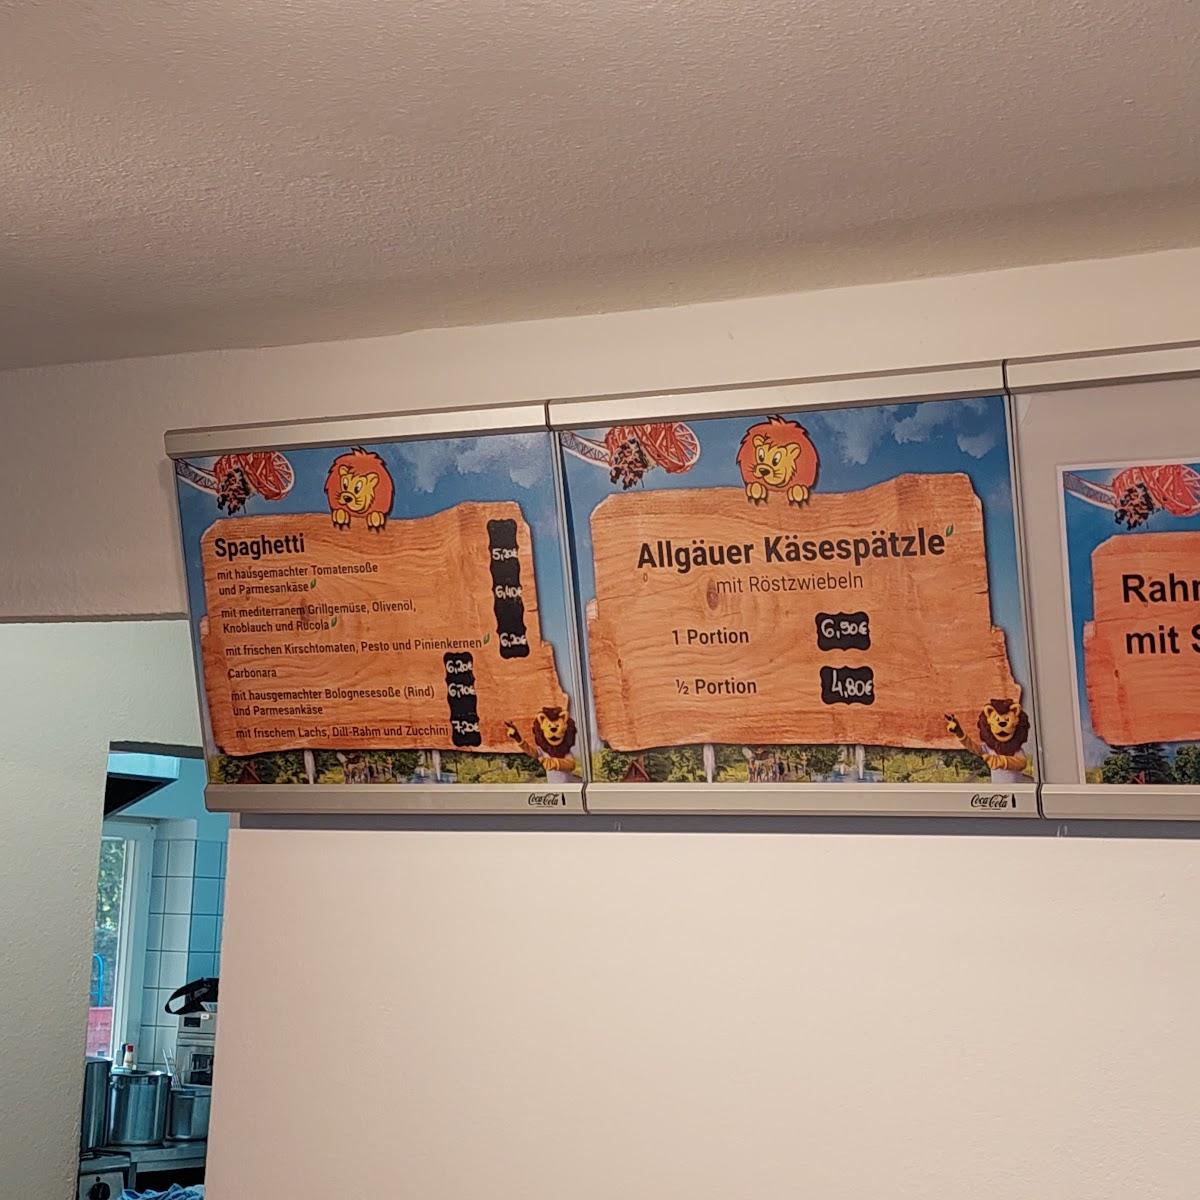 Spaghetti
mit hausgemachter Tomatensoße
und Parmesankäse
5,20€
mit mediterranem Grillgemüse, Olivenöl,
Knoblauch und Rucola
6,40€
mit frischen Kirschtomaten, Pesto und Pinienkernen
6,20€
Carbonara
6,20€
mit hausgemachter Bolognesesoße (Rind)
und Parmesankäse
6,70€
mit frischem Lachs, Dill-Rahm und Zucchini
7,20€
Coca-Cola
Allgäuer Käsespätzle
mit Röstzwiebeln
1 Portion
6,90€
½ Portion
4,80€
Coca-Cola
mit